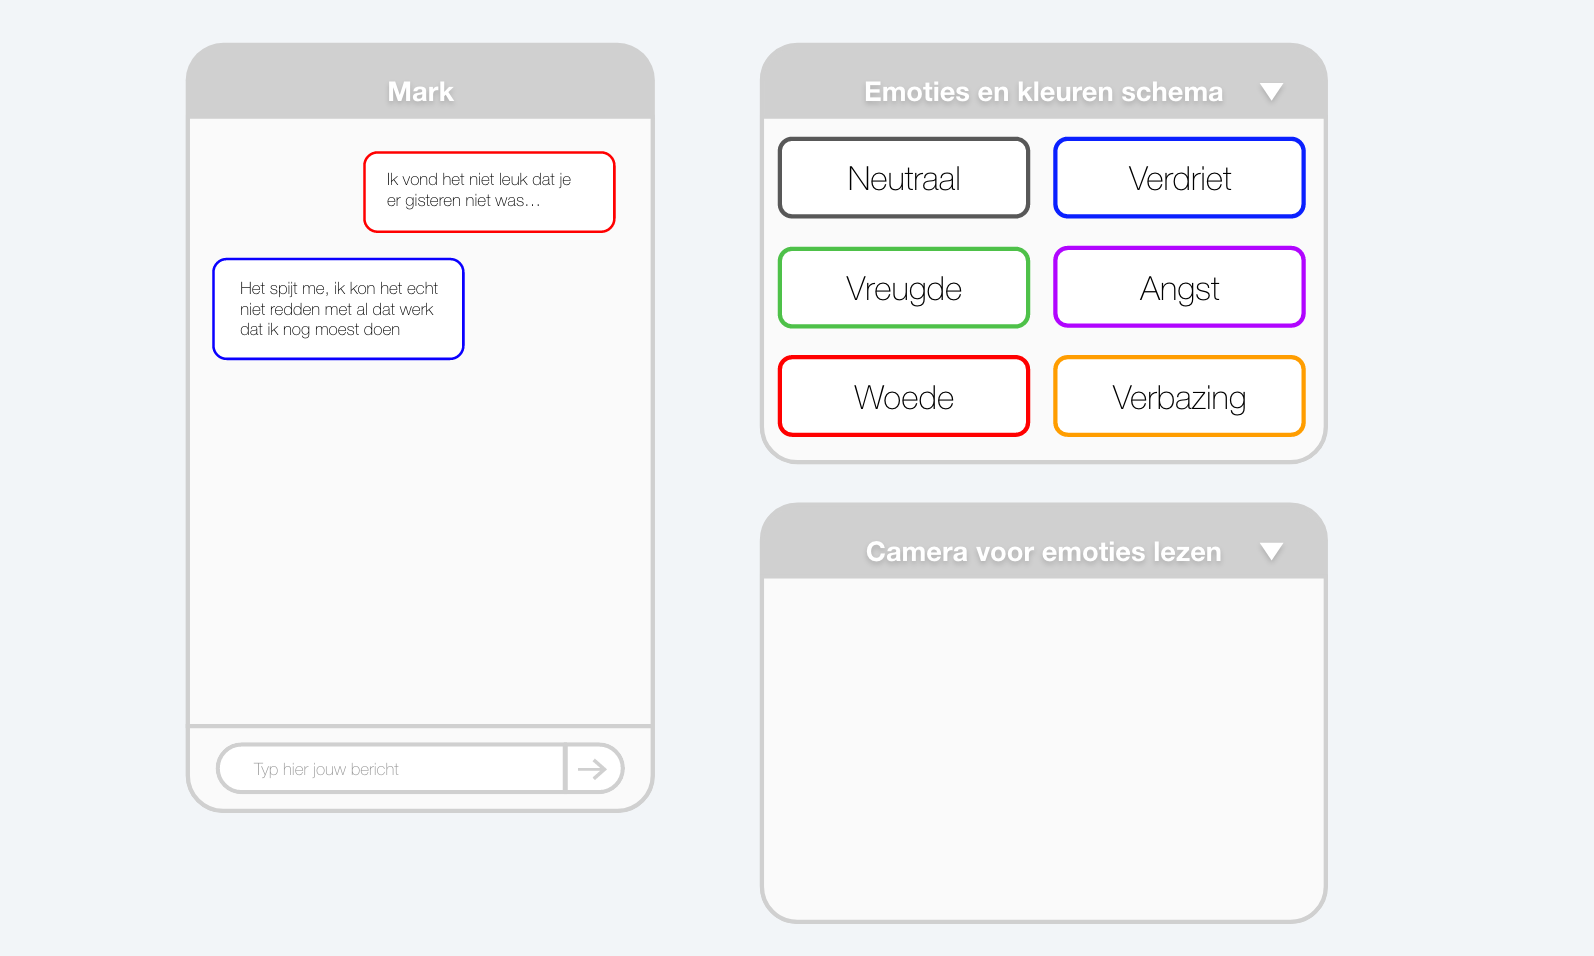 Mark
Ik vond het niet leuk dat je
er gisteren niet was...
Het spijt me, ik kon het echt
niet redden met al dat werk
dat ik nog moest doen
Typ hier jouw bericht
Emoties en kleuren schema
Neutraal
Verdriet
Vreugde
Angst
Woede
Verbazing
Camera voor emoties lezen